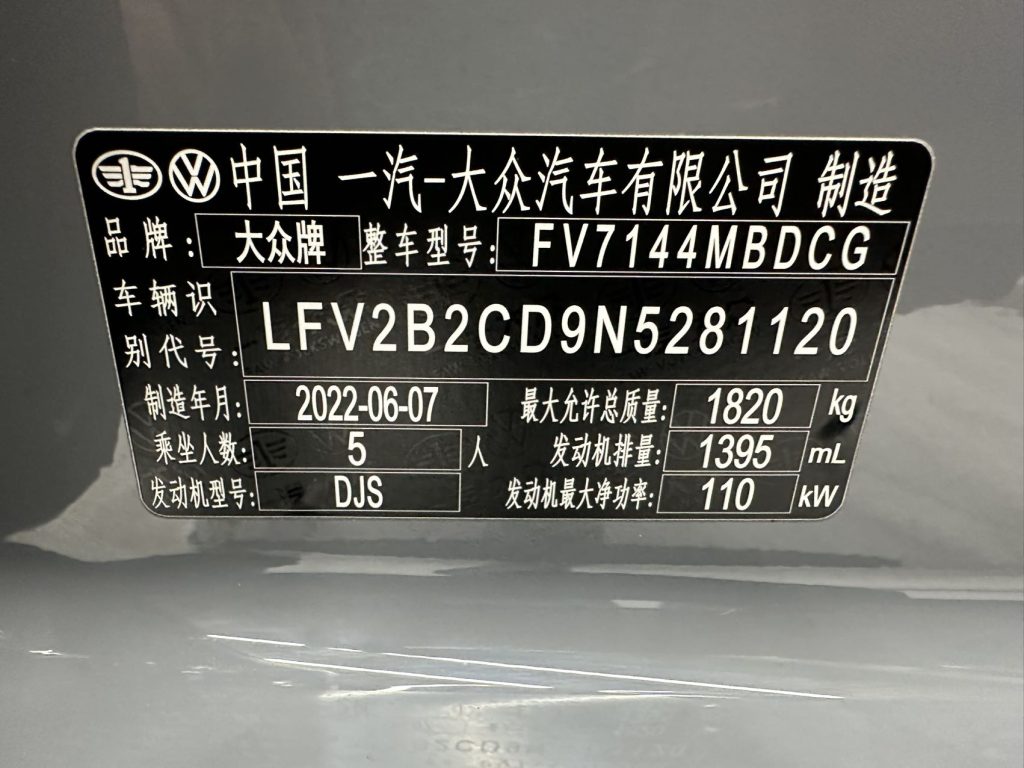 中国 一汽-大众汽车有限公司 制造
品牌: 大众牌 整车型号: FV7144MBDCG
车辆识
别代号: LFV2B2CD9N5281120
制造年月: 2022-06-07 最大允许总质量: 1820 kg
乘坐人数: 5 人 发动机排量: 1395 mL
发动机型号: DJS 发动机最大净功率: 110 kW